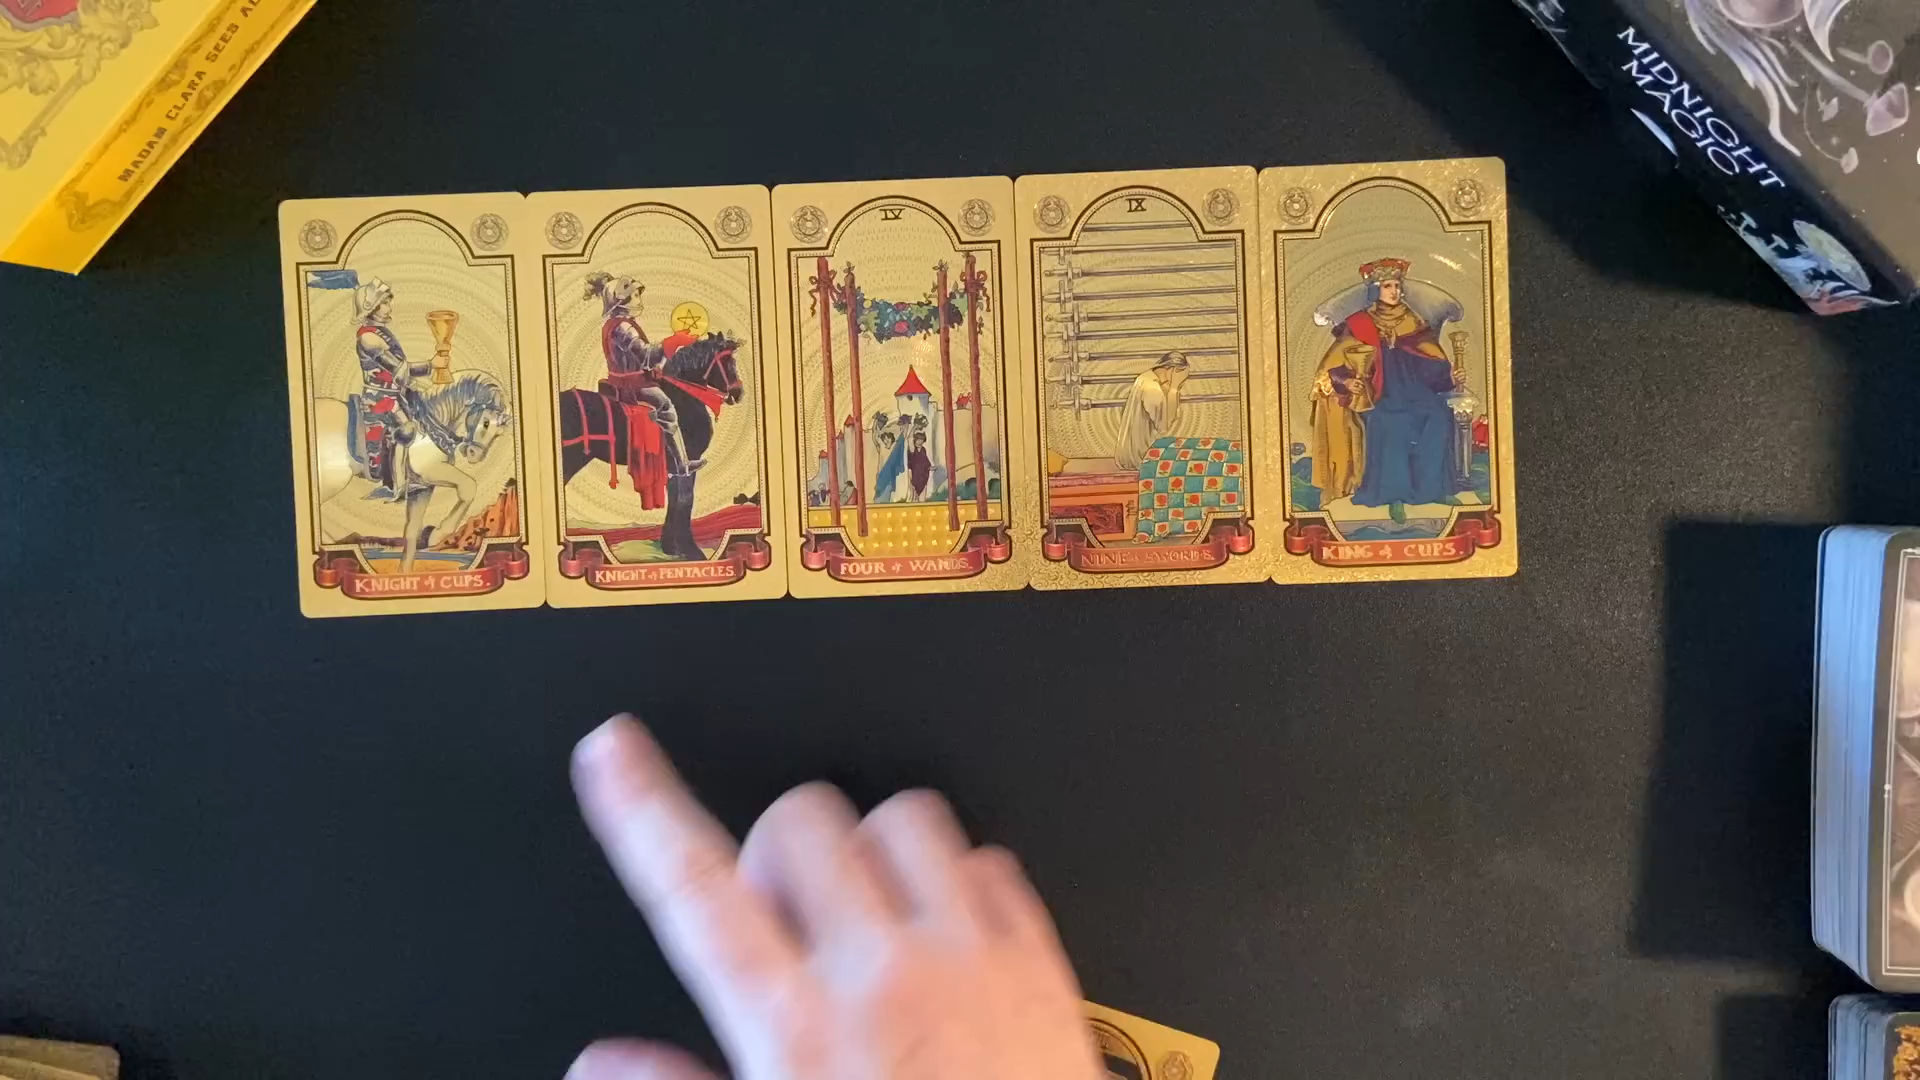 MADAM CLARA SEES AL
MIDNIGHT
MAGIC
IV
IX
KNIGHT of CUPS.
KNIGHT of PENTACLES.
FOUR of WANDS.
NINE of SWORDS.
KING of CUPS.